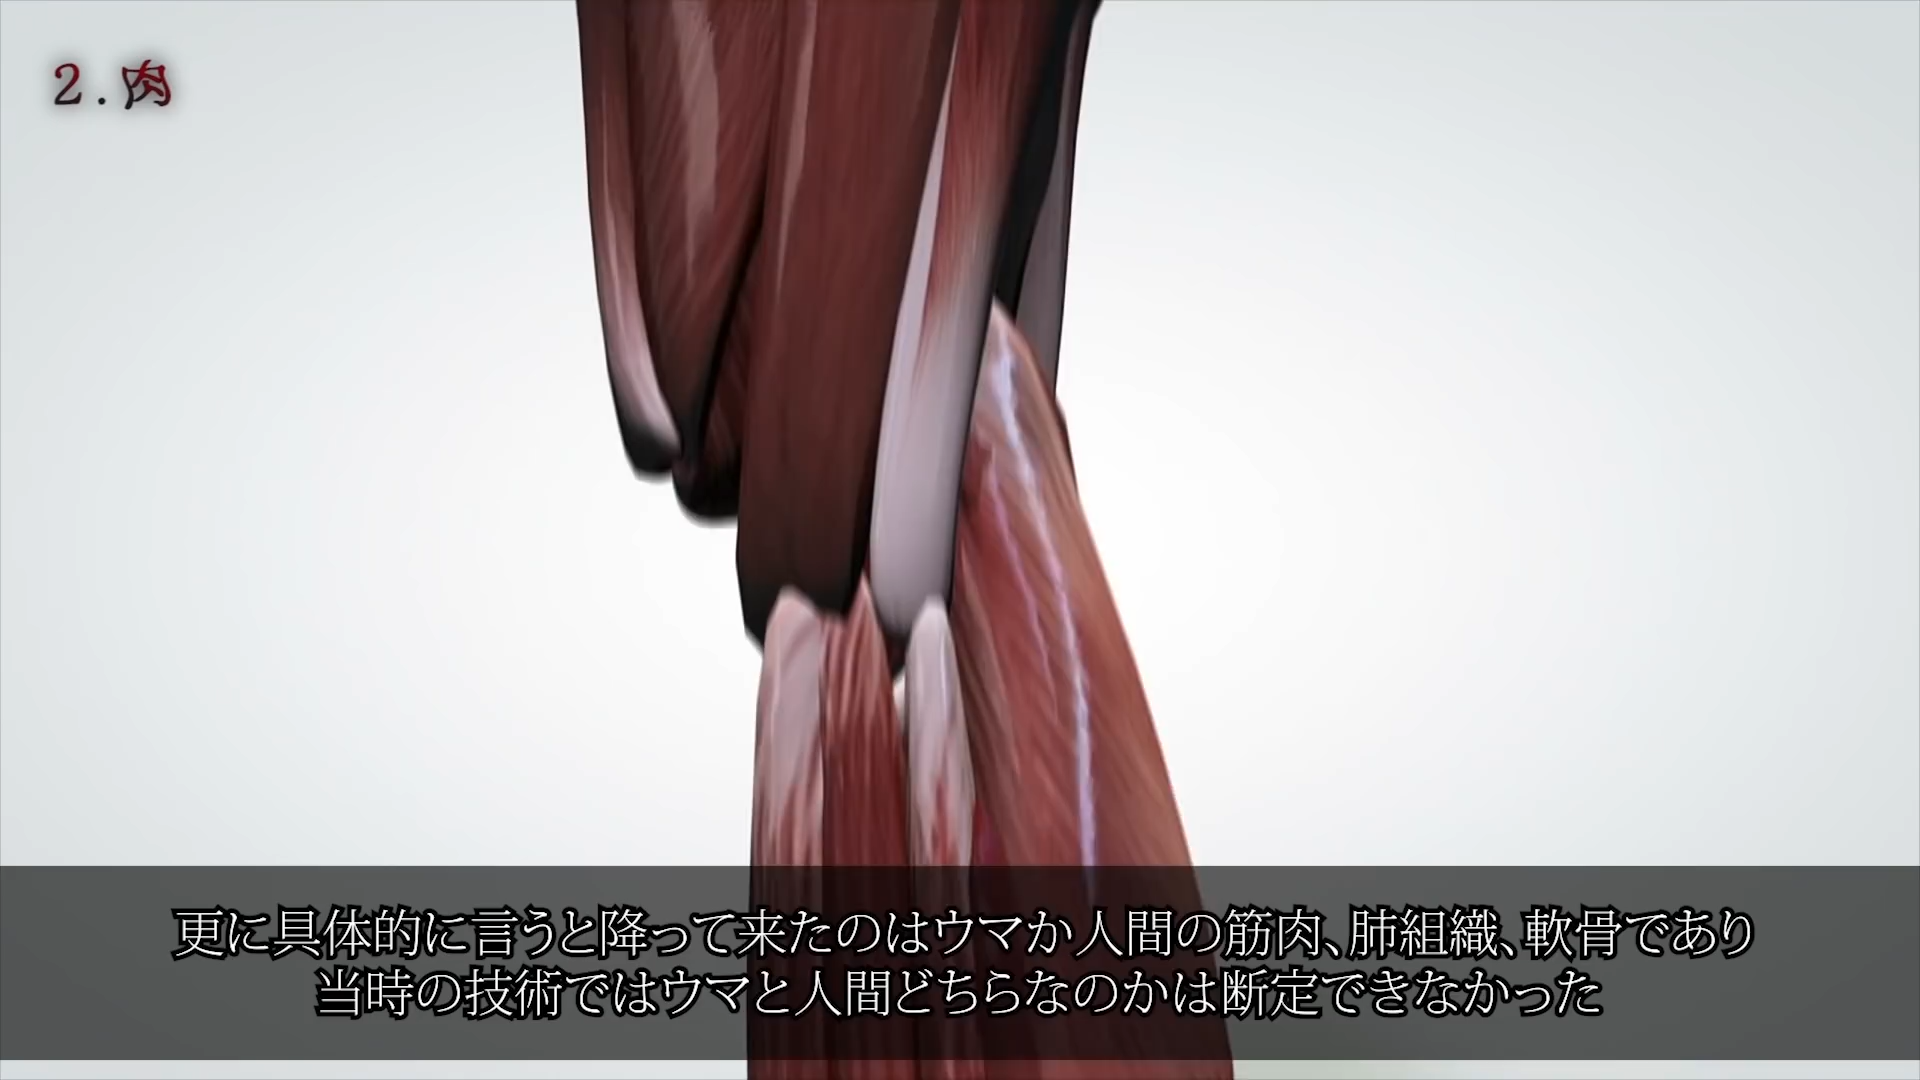 2.肉
更に具体的に言うと降って来たのはウマか人間の筋肉、肺組織、軟骨であり
当時の技術ではウマと人間どちらなのかは断定できなかった